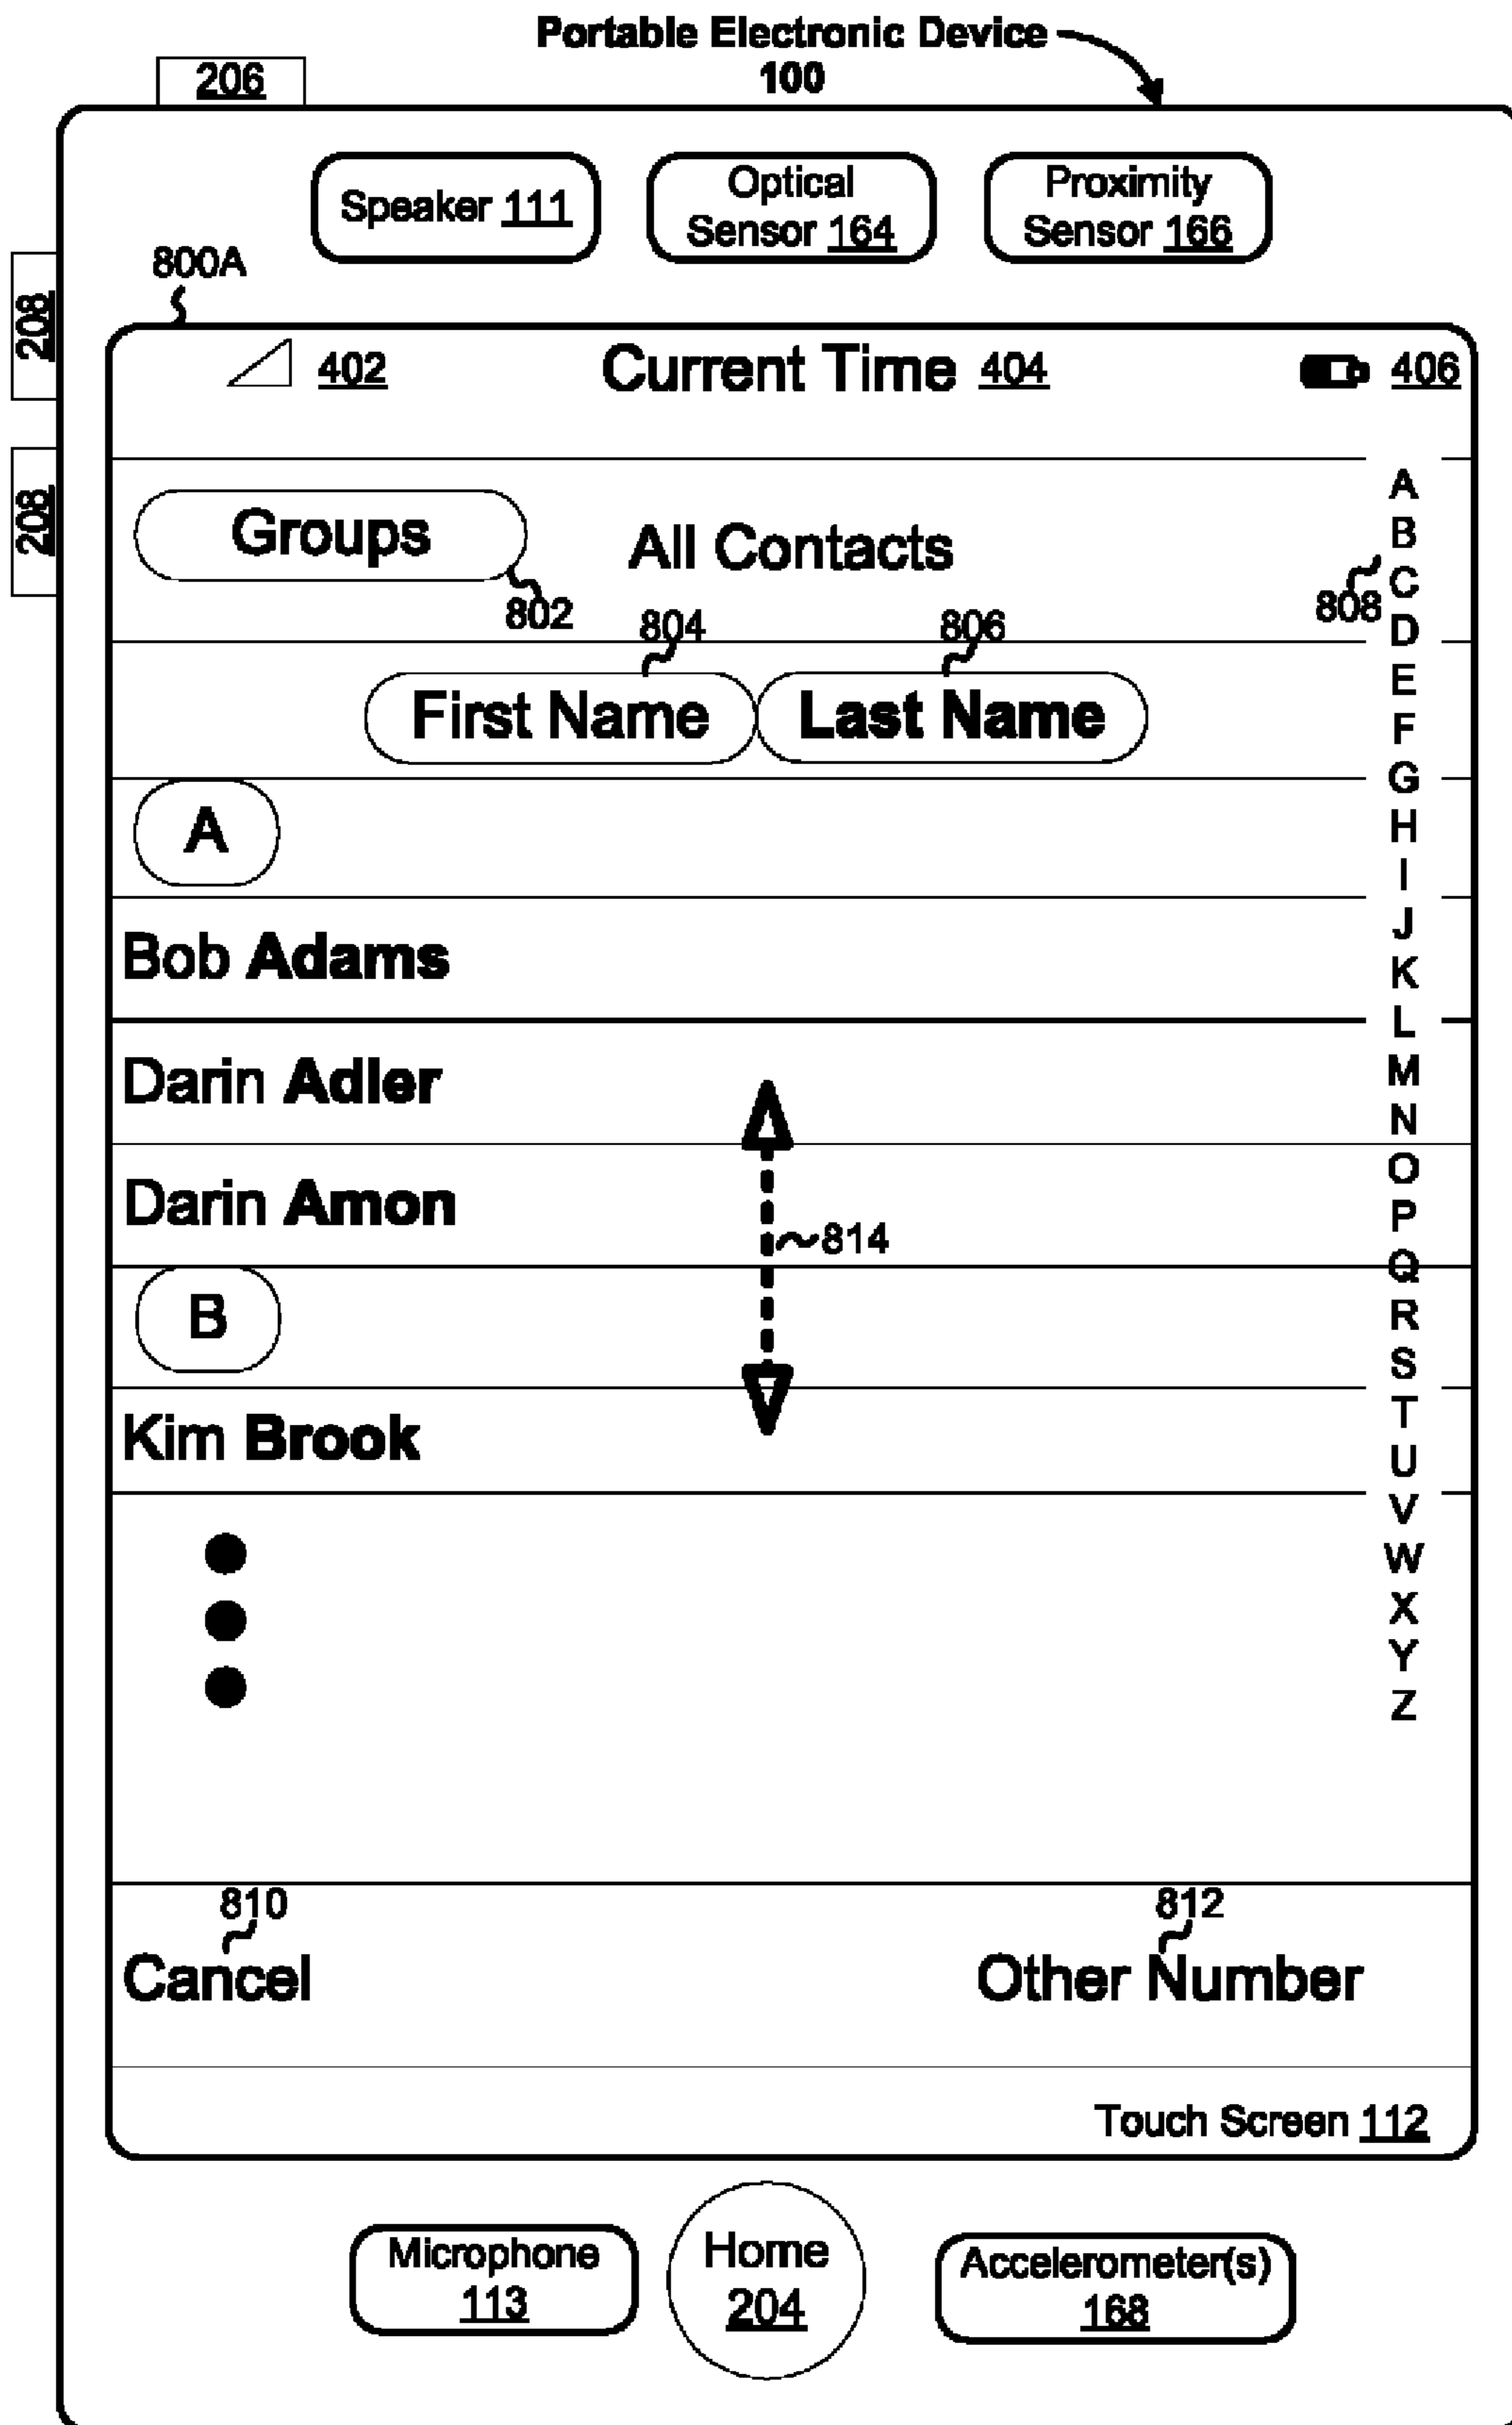 Portable Electronic Device
100
206
Speaker 111
Optical
Sensor 164
Proximity
Sensor 166
800A
208
208
402
Current Time 404
406
Groups
All Contacts
802
804
806
808
First Name
Last Name
A
Bob Adams
Darin Adler
Darin Amon
814
B
Kim Brook
A
B
C
D
E
F
G
H
I
J
K
L
M
N
O
P
Q
R
S
T
U
V
W
X
Y
Z
810
812
Cancel
Other Number
Touch Screen 112
Microphone
113
Home
204
Accelerometer(s)
168